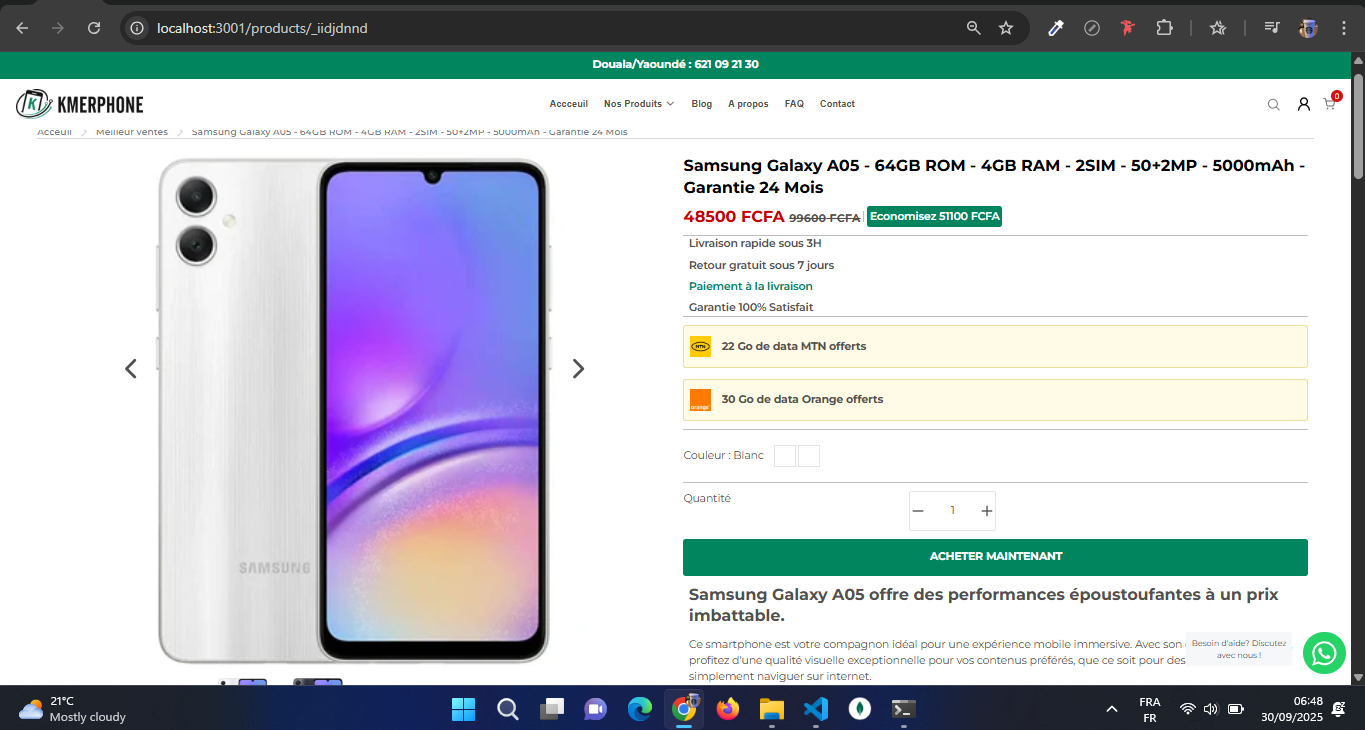 localhost:3001/products/_iidjdnnd
Douala/Yaoundé : 621 09 21 30
K KMERPHONE
Accceuil Nos Produits Blog A propos FAQ Contact
0
Acceuil Meilleur ventes Samsung Galaxy A05 - 64GB ROM - 4GB RAM - 2SIM - 50+2MP - 5000mAh - Garantie 24 Mois
SAMSUNG
Samsung Galaxy A05 - 64GB ROM - 4GB RAM - 2SIM - 50+2MP - 5000mAh -
Garantie 24 Mois
48500 FCFA 99600 FCFA Economisez 51100 FCFA
Livraison rapide sous 3H
Retour gratuit sous 7 jours
Paiement à la livraison
Garantie 100% Satisfait
MTN 22 Go de data MTN offerts
orange 30 Go de data Orange offerts
Couleur : Blanc
Quantité
1
ACHETER MAINTENANT
Samsung Galaxy A05 offre des performances époustoufantes à un prix
imbattable.
Ce smartphone est votre compagnon idéal pour une expérience mobile immersive. Avec son
profitez d'une qualité visuelle exceptionnelle pour vos contenus préférés, que ce soit pour des
simplement naviguer sur internet.
Besoin d'aide? Discutez
avec nous !
21°C
Mostly cloudy
FRA
FR
06:48
30/09/2025